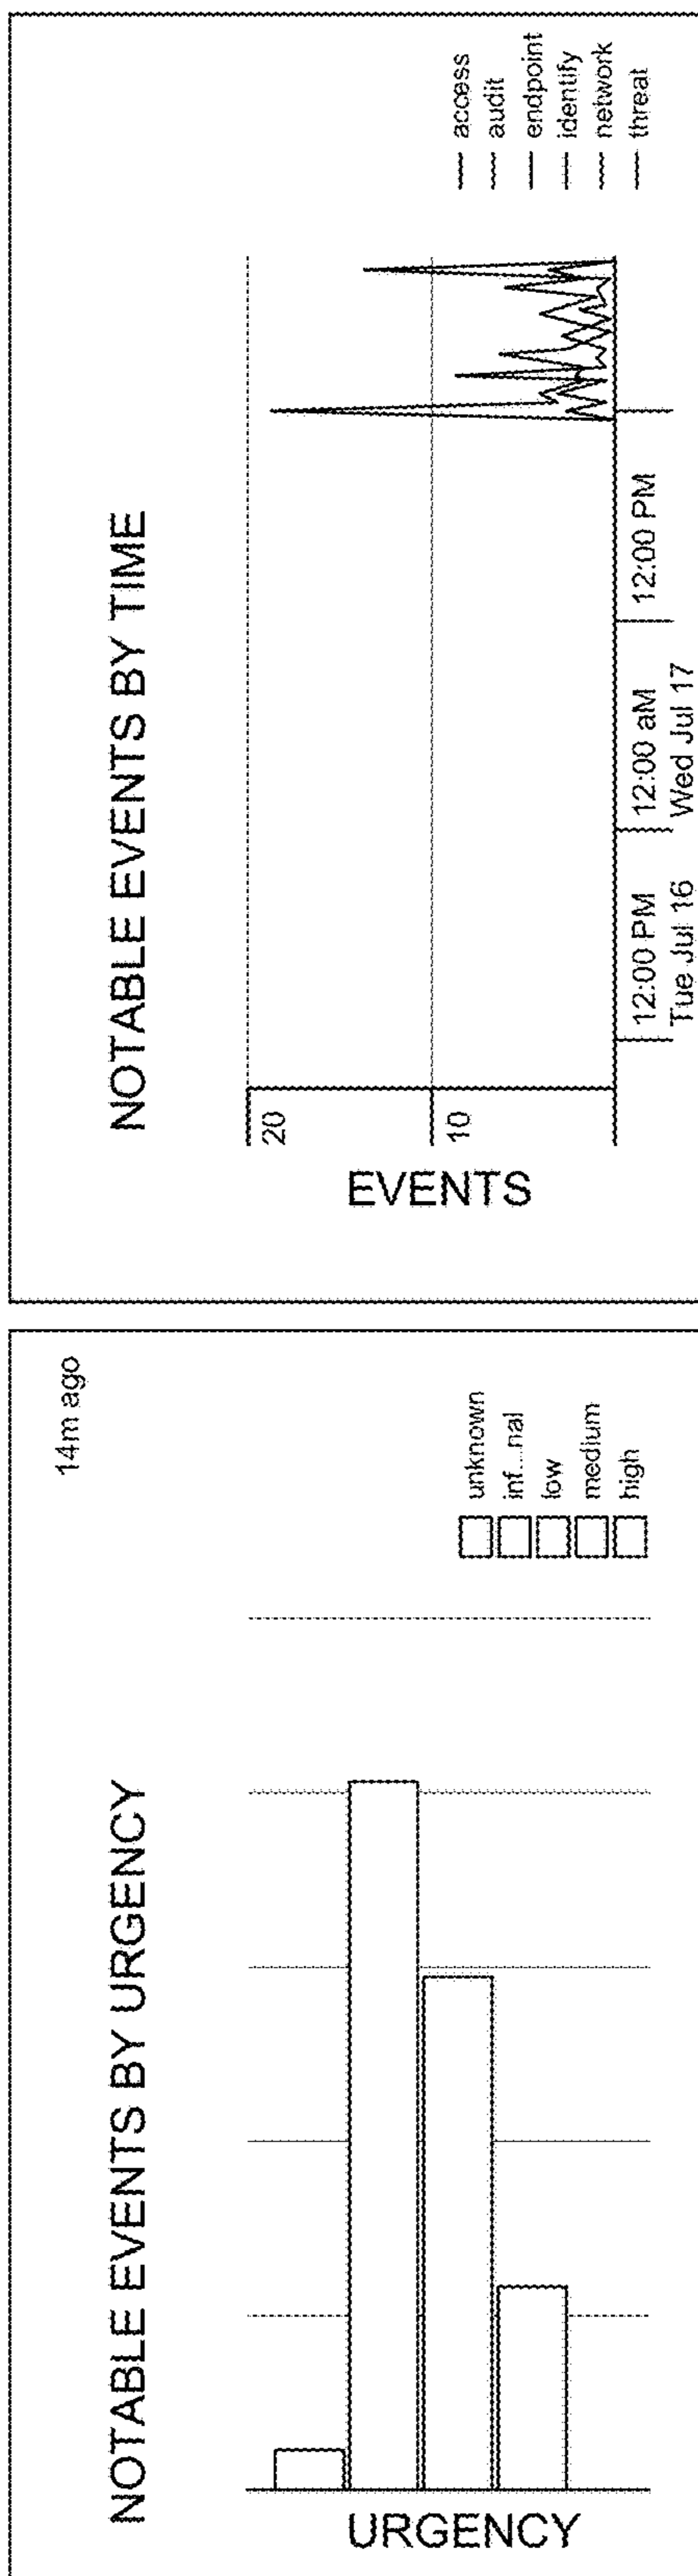 NOTABLE EVENTS BY URGENCY
14m ago
URGENCY
unknown
inf...nal
low
medium
high
NOTABLE EVENTS BY TIME
EVENTS
20
10
12:00 PM
Tue Jul 16
12:00 aM
Wed Jul 17
12:00 PM
access
audit
endpoint
identify
network
threat